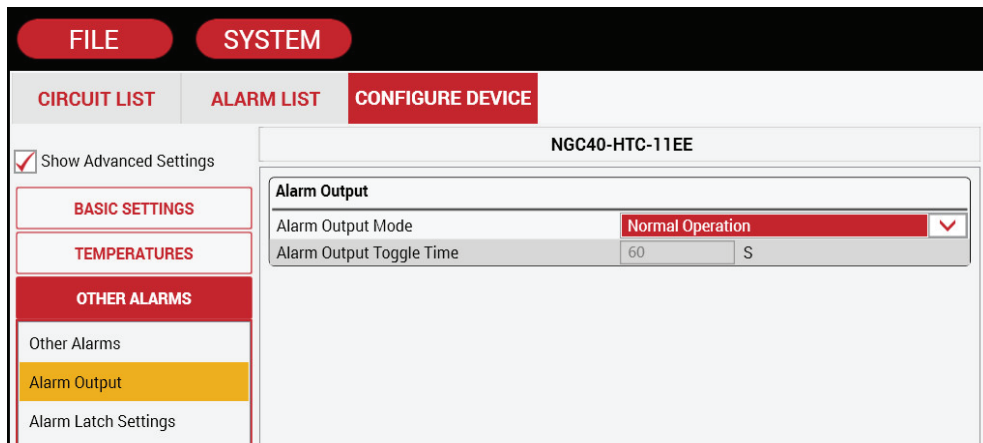 FILE SYSTEM
CIRCUIT LIST ALARM LIST CONFIGURE DEVICE
Show Advanced Settings
BASIC SETTINGS
TEMPERATURES
OTHER ALARMS
Other Alarms
Alarm Output
Alarm Latch Settings
NGC40-HTC-11EE
Alarm Output
Alarm Output Mode Normal Operation
Alarm Output Toggle Time 60 S